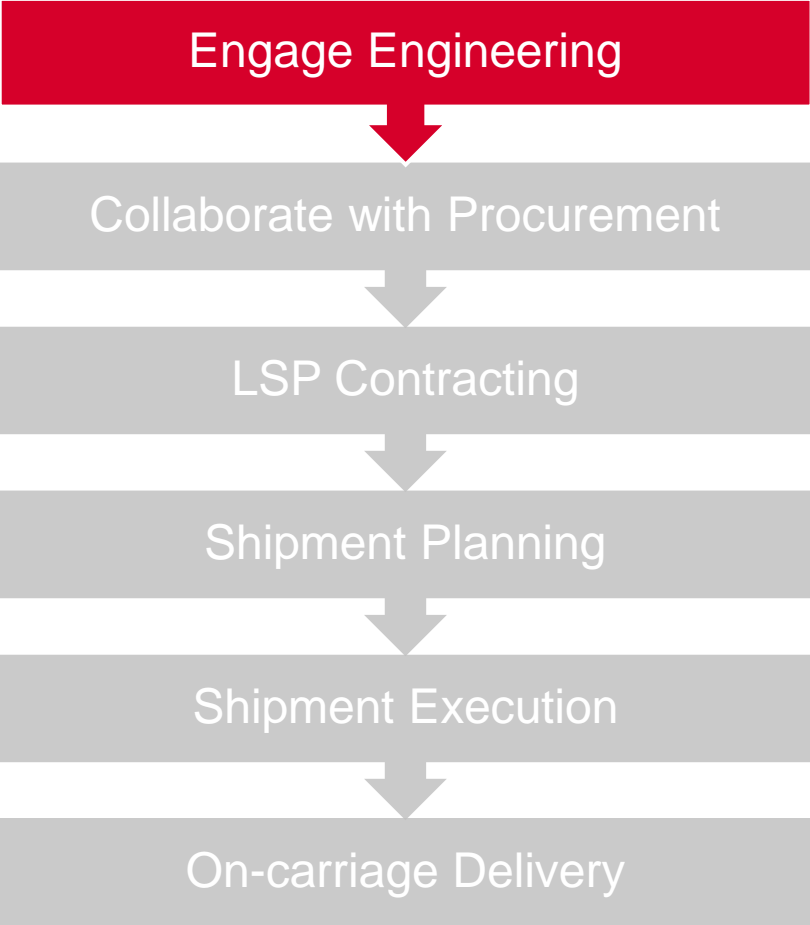 Engage Engineering
Collaborate with Procurement
LSP Contracting
Shipment Planning
Shipment Execution
On-carriage Delivery